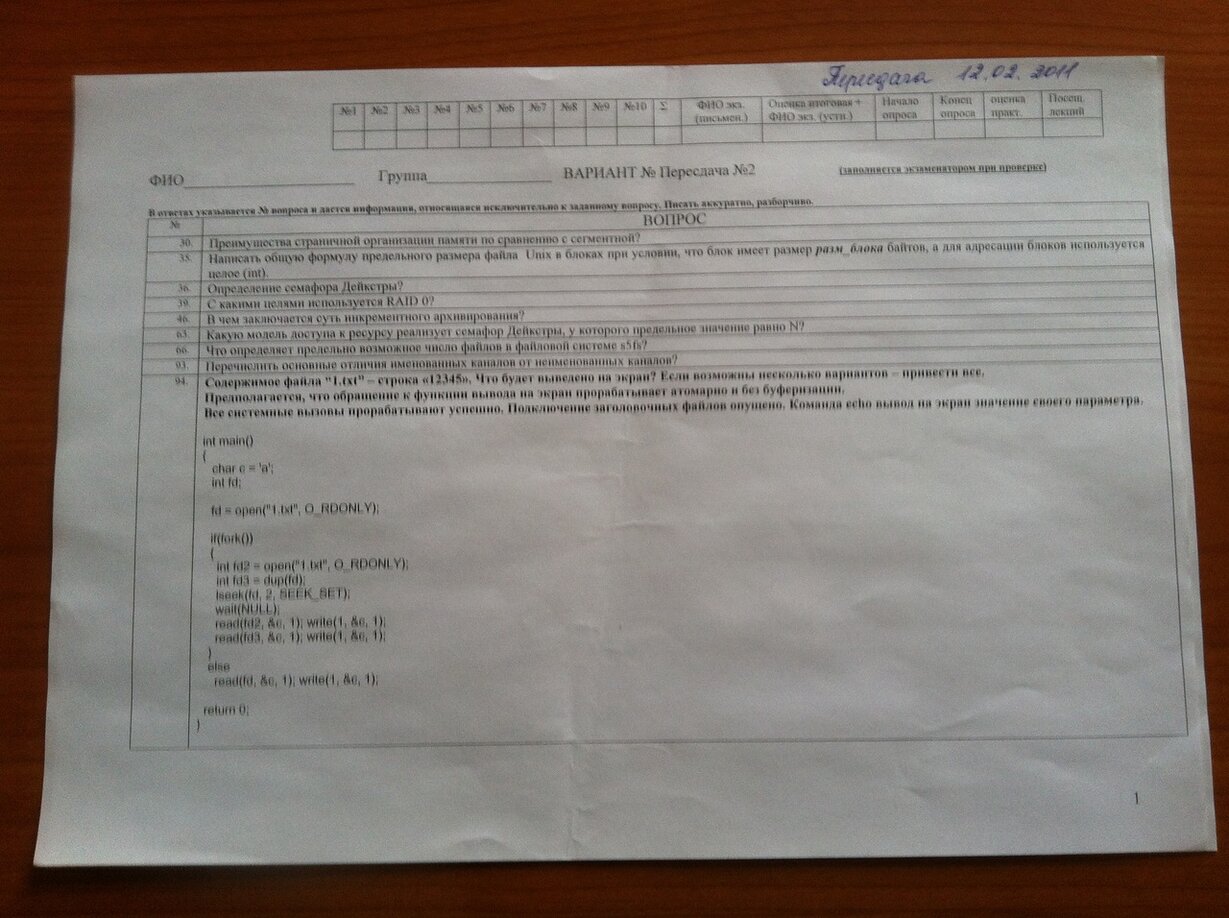 Пересдача 12.02.2011
№1 №2 №3 №4 №5 №6 №7 №8 №9 №10 Σ ФИО экз. (письмен.) Оценка итоговая + ФИО экз. (устн.) Начало опроса Конец опроса оценка практ. Посещ. лекций
ФИО____________________ Группа_______________ ВАРИАНТ № Пересдача №2 (заполняется экзаменатором при проверке)
В ответах указывается № вопроса и дается информация, относящаяся исключительно к заданному вопросу. Писать аккуратно, разборчиво.
№ ВОПРОС
30. Преимущества страничной организации памяти по сравнению с сегментной?
35. Написать общую формулу предельного размера файла Unix в блоках при условии, что блок имеет размер разм_блока байтов, а для адресации блоков используется
целое (int).
36. Определение семафора Дейкстры?
39. С какими целями используется RAID 0?
46. В чем заключается суть инкрементного архивирования?
65. Какую модель доступа к ресурсу реализует семафор Дейкстры, у которого предельное значение равно N?
66. Что определяет предельно возможное число файлов в файловой системе s5fs?
93. Перечислить основные отличия именованных каналов от неименованных каналов?
94. Содержимое файла "1.txt" – строка «12345». Что будет выведено на экран? Если возможны несколько вариантов – привести все.
Предполагается, что обращение к функции вывода на экран прорабатывает атомарно и без буферизации.
Все системные вызовы прорабатывают успешно. Подключение заголовочных файлов опущено. Команда echo вывод на экран значение своего параметра.
int main()
{
char c = 'a';
int fd;
fd = open("1.txt", O_RDONLY);
if(fork())
{
int fd2 = open("1.txt", O_RDONLY);
int fd3 = dup(fd);
lseek(fd, 2, SEEK_SET);
wait(NULL);
read(fd2, &c, 1); write(1, &c, 1);
read(fd3, &c, 1); write(1, &c, 1);
}
else
read(fd, &c, 1); write(1, &c, 1);
return 0;
}
1